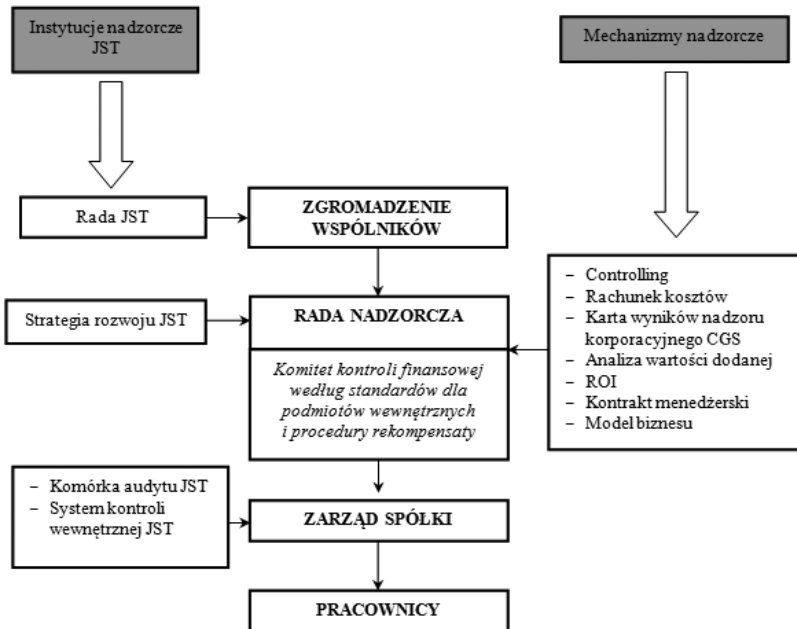 Instytucje nadzorcze
JST
Mechanizmy nadzorcze
Rada JST
ZGROMADZENIE
WSPÓLNIKÓW
Strategia rozwoju JST
RADA NADZORCZA
Komitet kontroli finansowej
według standardów dla
podmiotów wewnętrznych
i procedury rekompensaty
– Controlling
– Rachunek kosztów
– Karta wyników nadzoru
korporacyjnego CGS
– Analiza wartości dodanej
– ROI
– Kontrakt menedżerski
– Model biznesu
– Komórka audytu JST
– System kontroli
wewnętrznej JST
ZARZĄD SPÓŁKI
PRACOWNICY